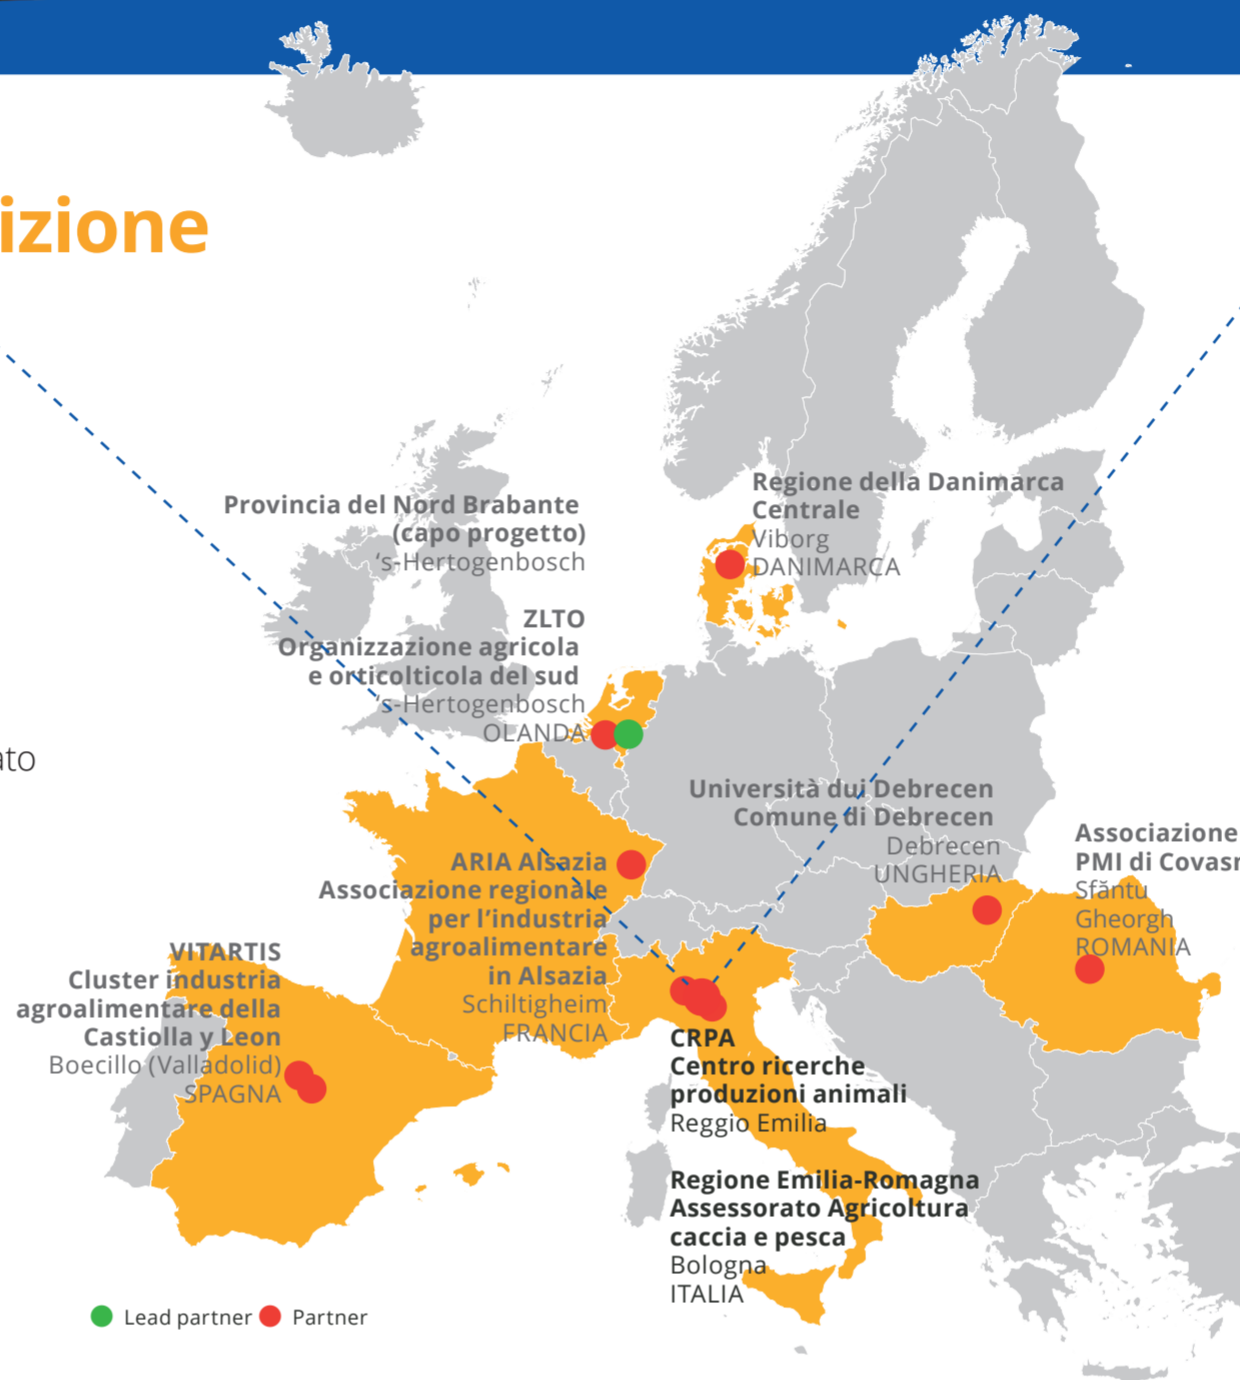 izione
Provincia del Nord Brabante
(capo progetto)
‘s-Hertogenbosch
ZLTO
Organizzazione agricola
e orticolticola del sud
‘s-Hertogenbosch
OLANDA
Regione della Danimarca
Centrale
Viborg
DANIMARCA
ato
Università dui Debrecen
Comune di Debrecen
Debrecen
UNGHERIA
Associazione
PMI di Covasn
Sfăntu
Gheorgh
ROMANIA
ARIA Alsazia
Associazione regionale
per l’industria
agroalimentare
in Alsazia
Schiltigheim
FRANCIA
VITARTIS
Cluster industria
agroalimentare della
Castiolla y Leon
Boecillo (Valladolid)
SPAGNA
CRPA
Centro ricerche
produzioni animali
Reggio Emilia
Regione Emilia-Romagna
Assessorato Agricoltura
caccia e pesca
Bologna
ITALIA
Lead partner
Partner